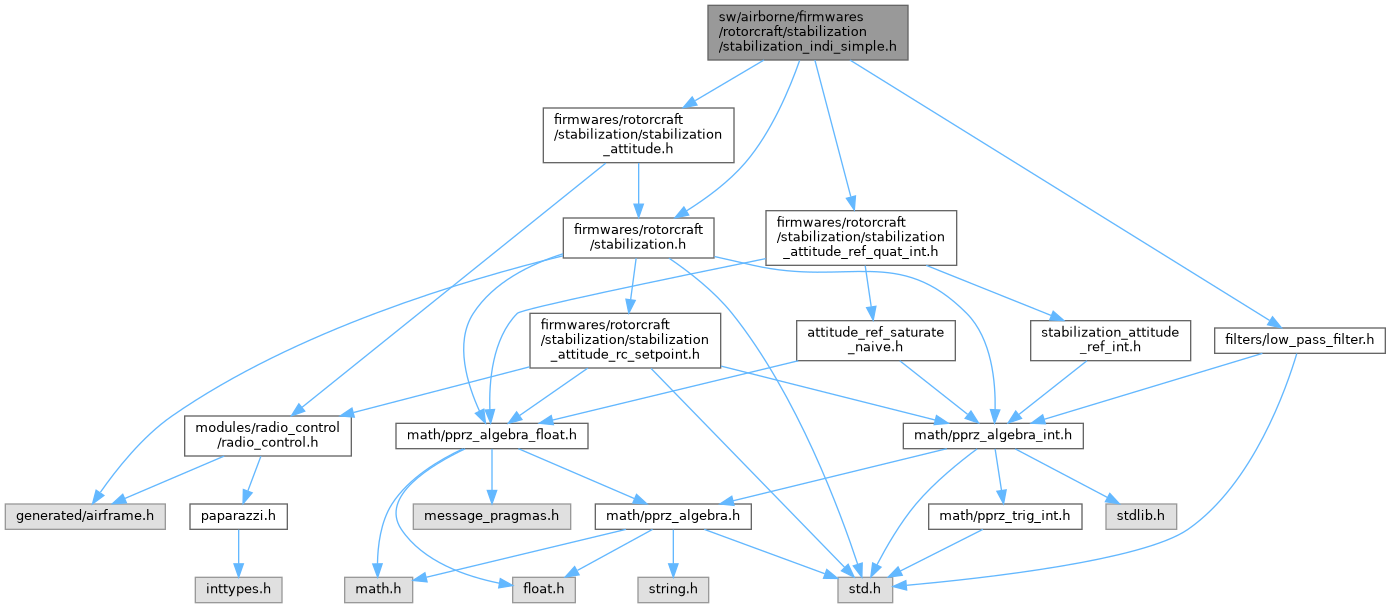 sw/airborne/firmwares
/rotorcraft/stabilization
/stabilization_indi_simple.h
firmwares/rotorcraft
/stabilization/stabilization
_attitude.h
firmwares/rotorcraft
/stabilization.h
firmwares/rotorcraft
/stabilization/stabilization
_attitude_ref_quat_int.h
firmwares/rotorcraft
/stabilization/stabilization
_attitude_rc_setpoint.h
attitude_ref_saturate
_naive.h
stabilization_attitude
_ref_int.h
filters/low_pass_filter.h
modules/radio_control
/radio_control.h
math/pprz_algebra_float.h
math/pprz_algebra_int.h
generated/airframe.h
paparazzi.h
message_pragmas.h
math/pprz_algebra.h
math/pprz_trig_int.h
stdlib.h
inttypes.h
math.h
float.h
string.h
std.h